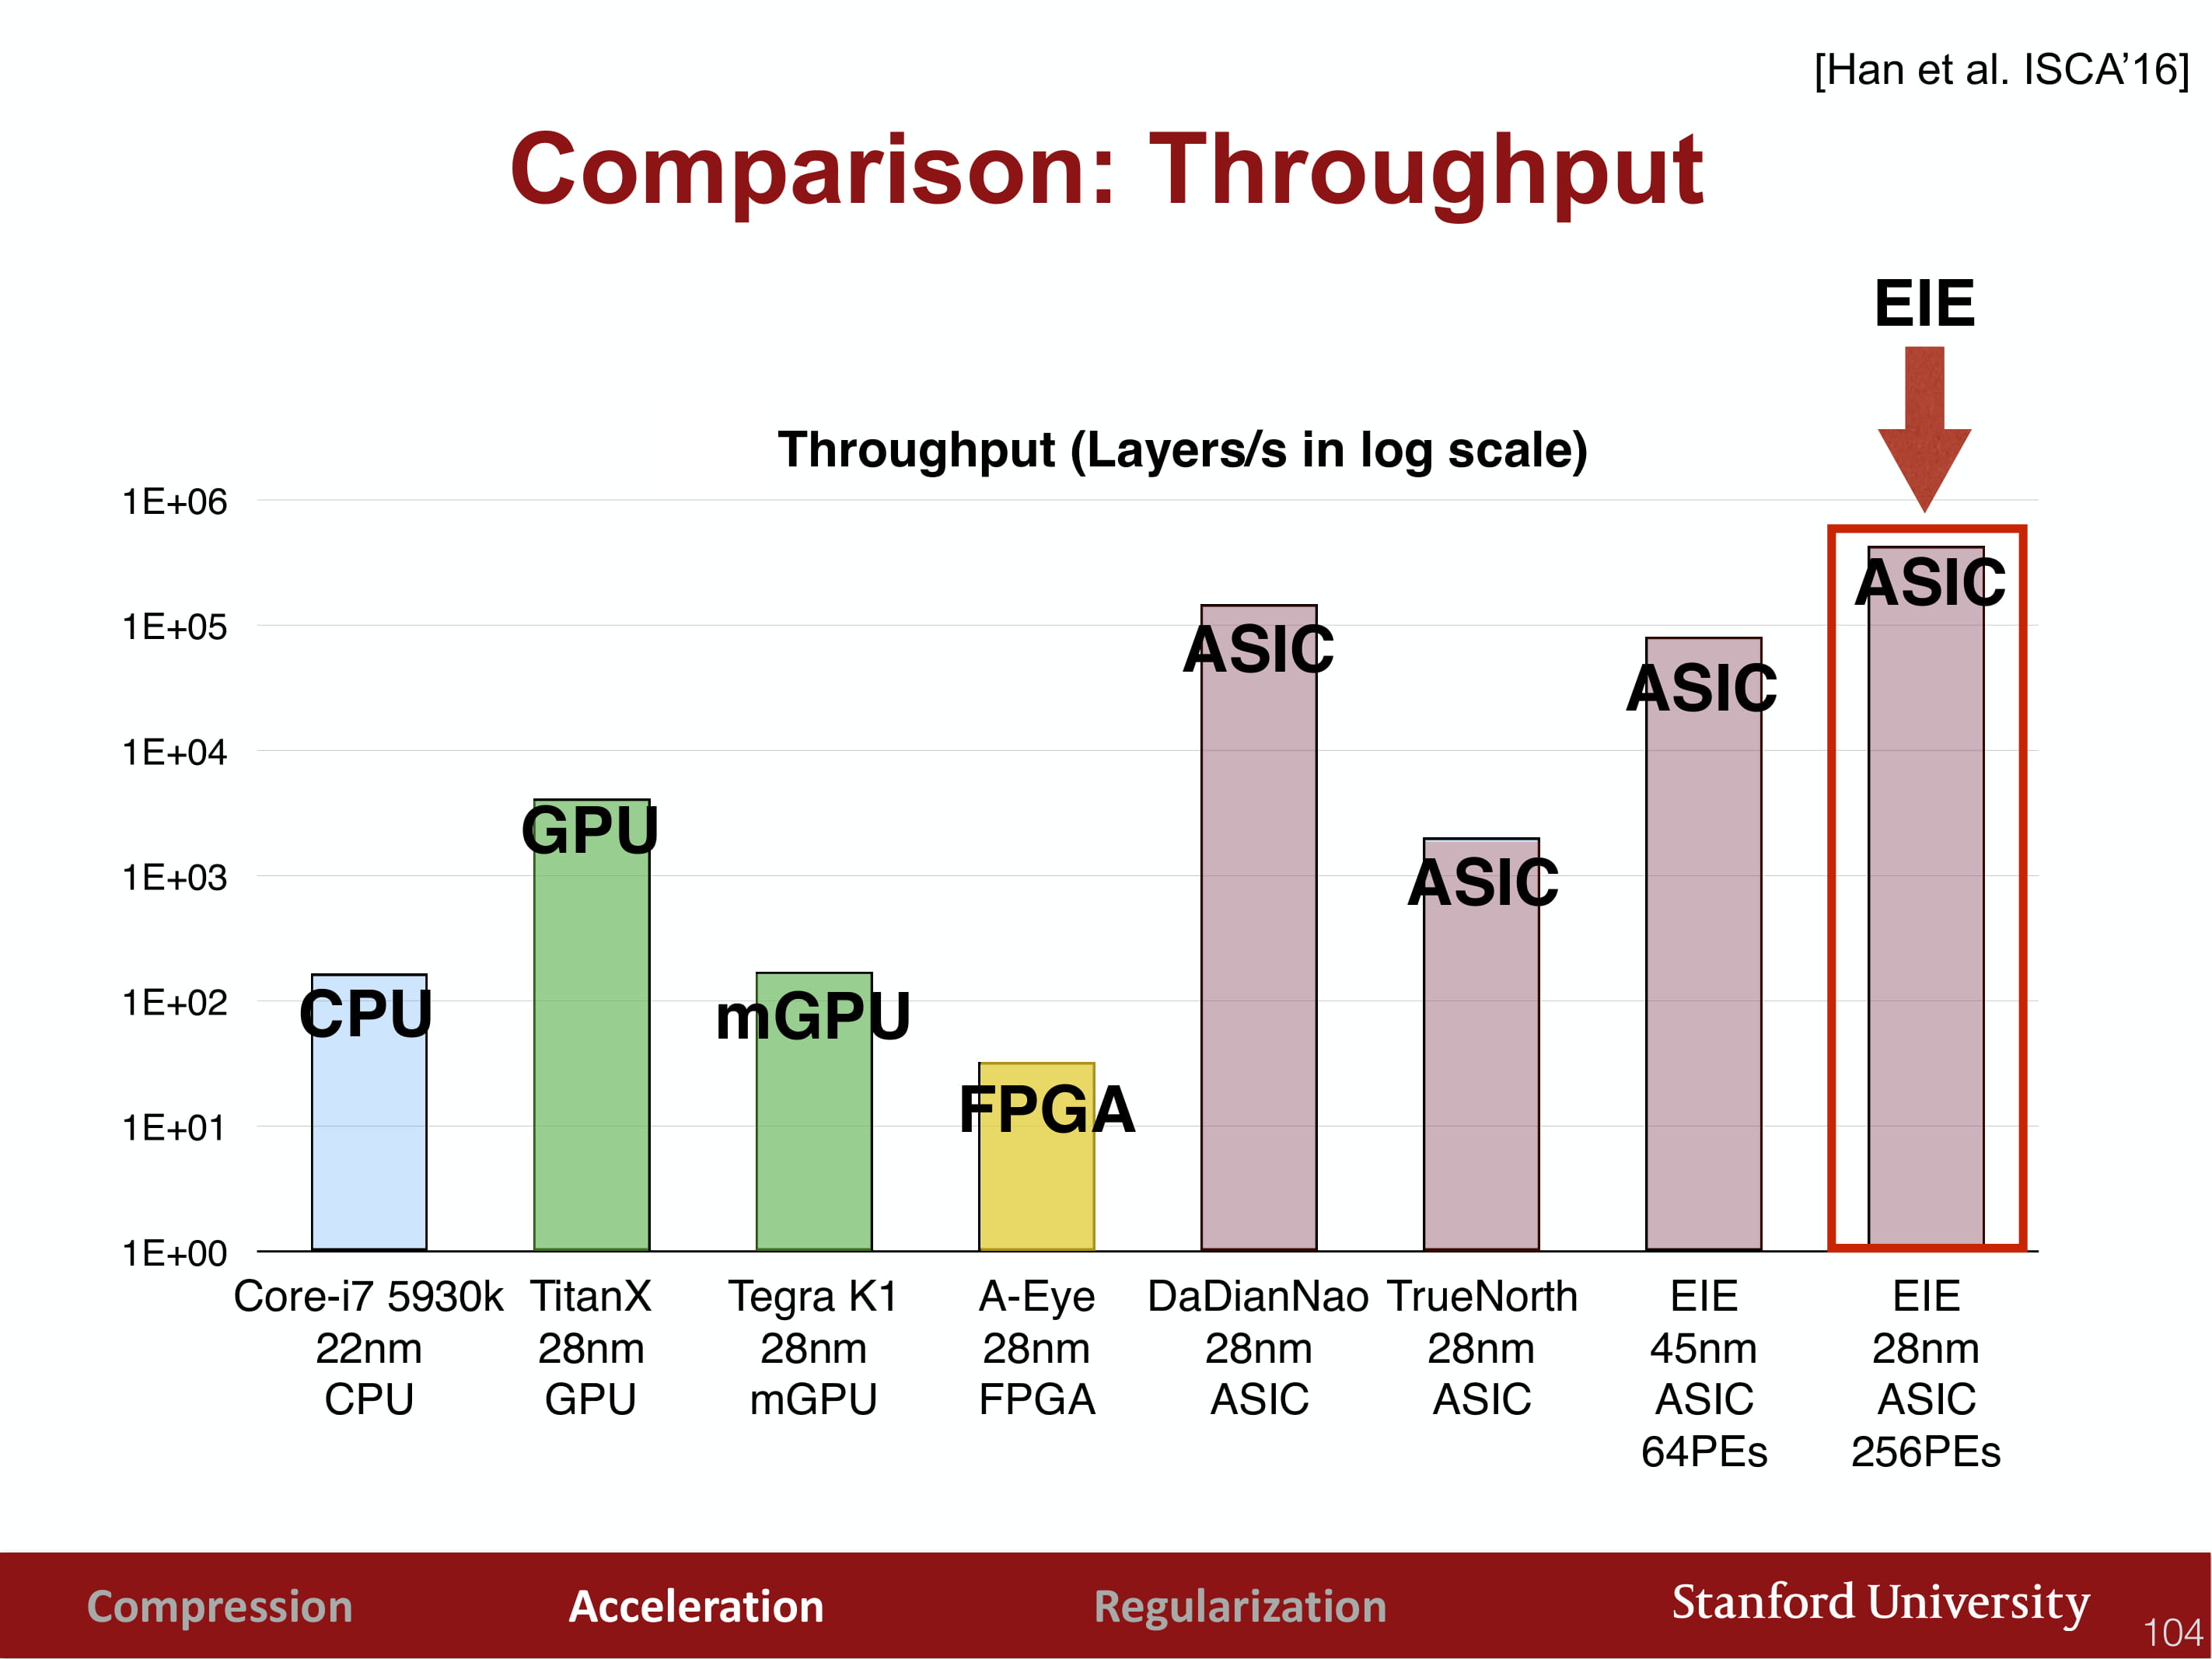 [Han et al. ISCA’16]
Comparison: Throughput
EIE
Throughput (Layers/s in log scale)
1E+06
1E+05
1E+04
1E+03
1E+02
1E+01
1E+00
CPU
GPU
mGPU
FPGA
ASIC
ASIC
ASIC
ASIC
Core-i7 5930k
22nm
CPU
TitanX
28nm
GPU
Tegra K1
28nm
mGPU
A-Eye
28nm
FPGA
DaDianNao
28nm
ASIC
TrueNorth
28nm
ASIC
EIE
45nm
ASIC
64PEs
EIE
28nm
ASIC
256PEs
Compression
Acceleration
Regularization
Stanford University
104